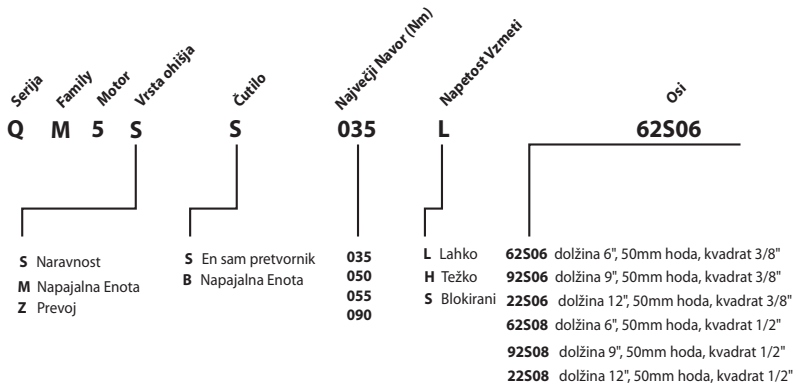 Serija Family Motor Vrsta ohišja Čutilo Največji Navor (Nm) Napetost Vzmeti Osi
Q M 5 S S 035 L 62S06
S Naravnost
M Napajalna Enota
Z Prevoj
S En sam pretvornik
B Napajalna Enota
035
050
055
090
L Lahko
H Težko
S Blokirani
62S06 dolžina 6", 50mm hoda, kvadrat 3/8"
92S06 dolžina 9", 50mm hoda, kvadrat 3/8"
22S06 dolžina 12", 50mm hoda, kvadrat 3/8"
62S08 dolžina 6", 50mm hoda, kvadrat 1/2"
92S08 dolžina 9", 50mm hoda, kvadrat 1/2"
22S08 dolžina 12", 50mm hoda, kvadrat 1/2"